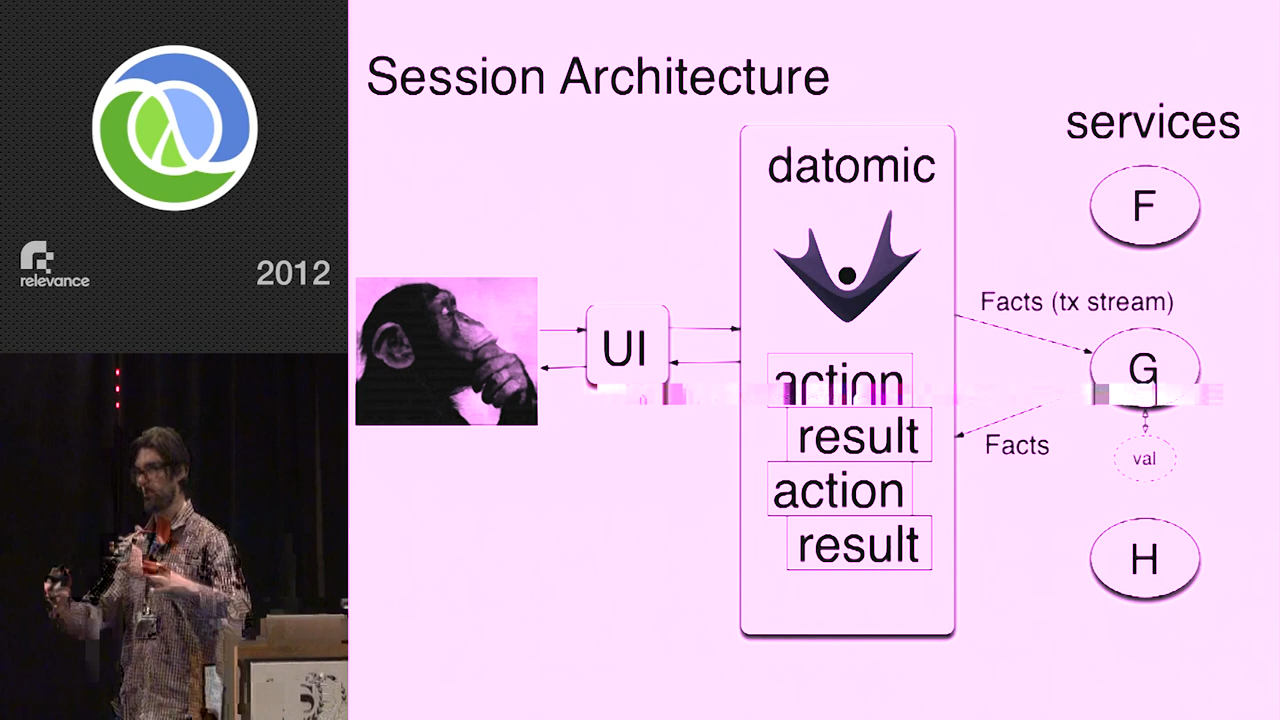 relevance
2012
Session Architecture
services
datomic
F
Facts (tx stream)
UI
G
action
result
Facts
val
action
result
H